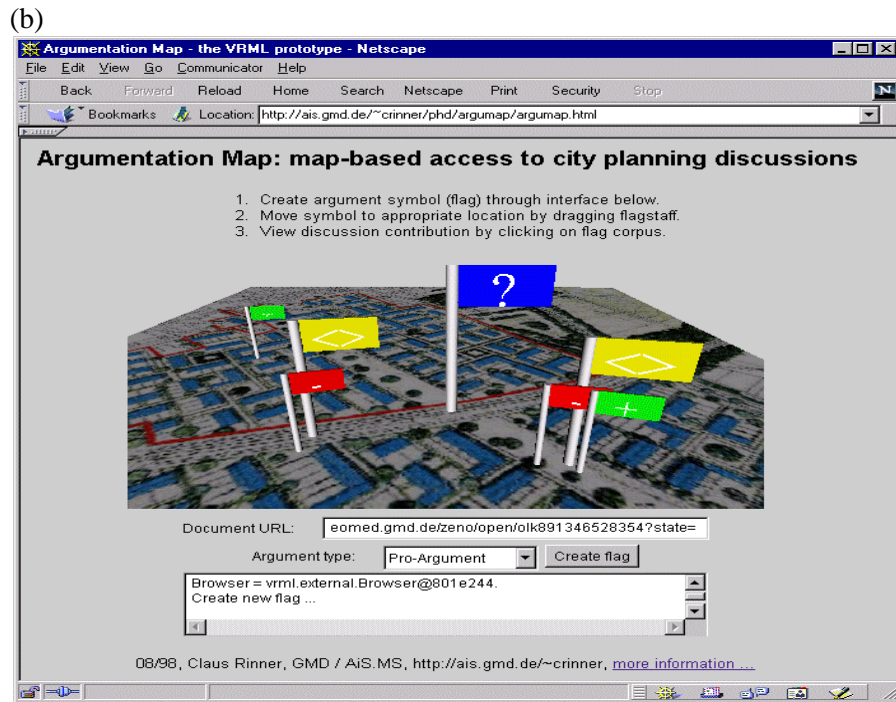 (b)
Argumentation Map - the VRML prototype - Netscape
File Edit View Go Communicator Help
Back Forward Reload Home Search Netscape Print Security Stop
N
Bookmarks Location: http://ais.gmd.de/~crinner/phd/argumap/argumap.html
Argumentation Map: map-based access to city planning discussions
1. Create argument symbol (flag) through interface below.
2. Move symbol to appropriate location by dragging flagstaff.
3. View discussion contribution by clicking on flag corpus.
?
- - +
Document URL: eomed.gmd.de/zeno/open/olk891346528354?state=
Argument type: Pro-Argument Create flag
Browser = vrml.external.Browser@801e244.
Create new flag ...
08/98, Claus Rinner, GMD / AiS.MS, http://ais.gmd.de/~crinner, more information ...